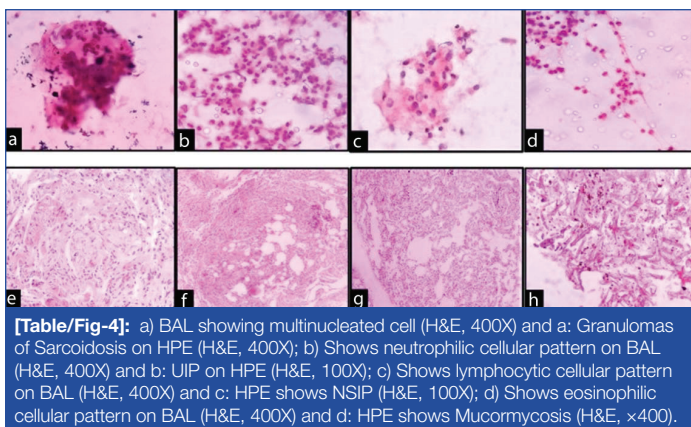 a
b
c
d
e
f
g
h
[Table/Fig-4]: a) BAL showing multinucleated cell (H&E, 400X) and a: Granulomas
of Sarcoidosis on HPE (H&E, 400X); b) Shows neutrophilic cellular pattern on BAL
(H&E, 400X) and b: UIP on HPE (H&E, 100X); c) Shows lymphocytic cellular pattern
on BAL (H&E, 400X) and c: HPE shows NSIP (H&E, 100X); d) Shows eosinophilic
cellular pattern on BAL (H&E, 400X) and d: HPE shows Mucormycosis (H&E, ×400).